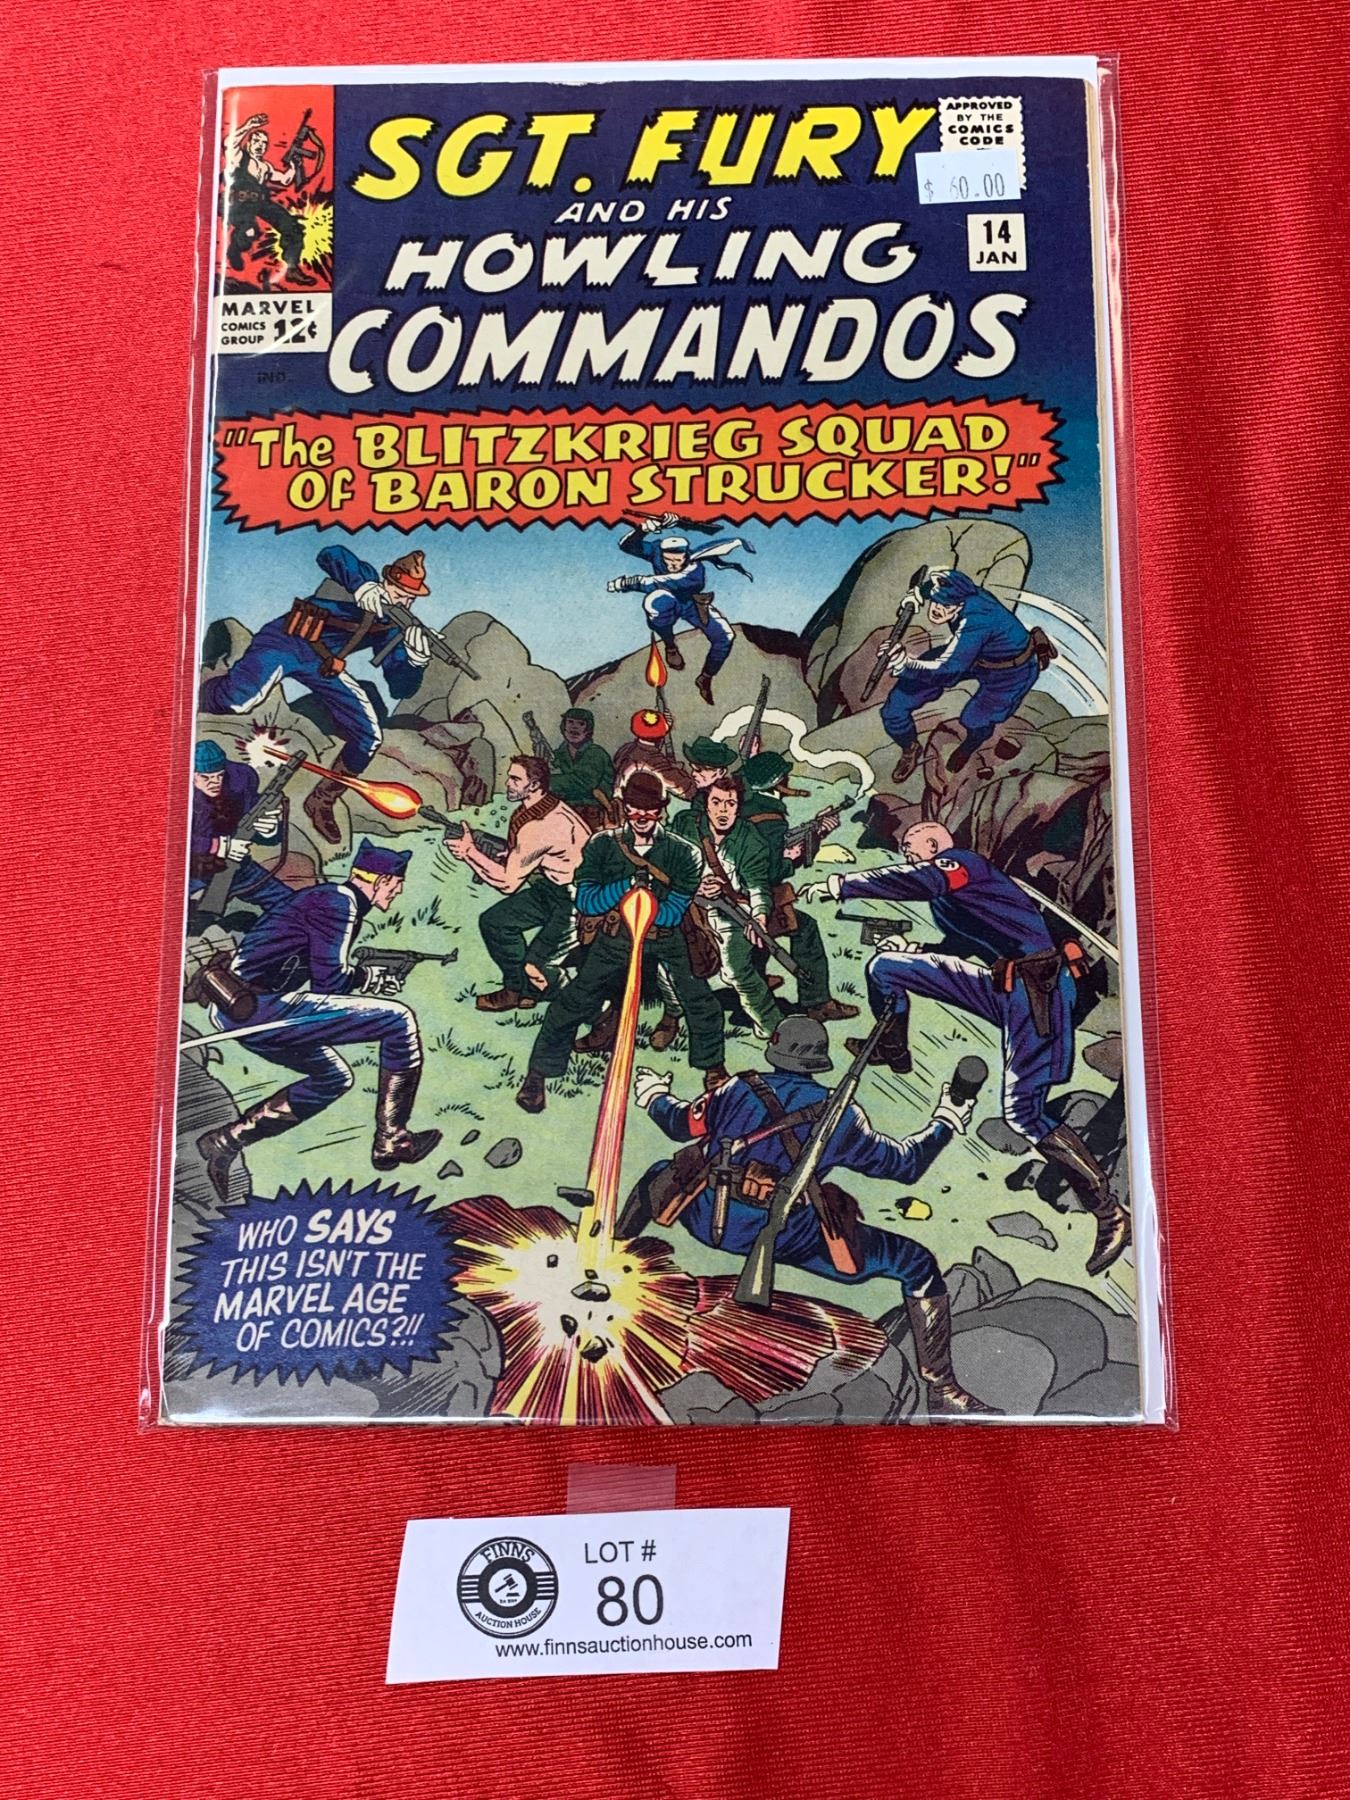 SGT. FURY
AND HIS
HOWLING
COMMANDOS
APPROVED
BY THE
COMICS
CODE
$ 60.00
14
JAN
MARVEL
COMICS
GROUP 12¢
IND.
"THE BLITZKRIEG SQUAD
OF BARON STRUCKER!"
WHO SAYS
THIS ISN'T THE
MARVEL AGE
OF COMICS?!!
FINNS
AUCTION HOUSE
LOT #
80
www.finnsauctionhouse.com